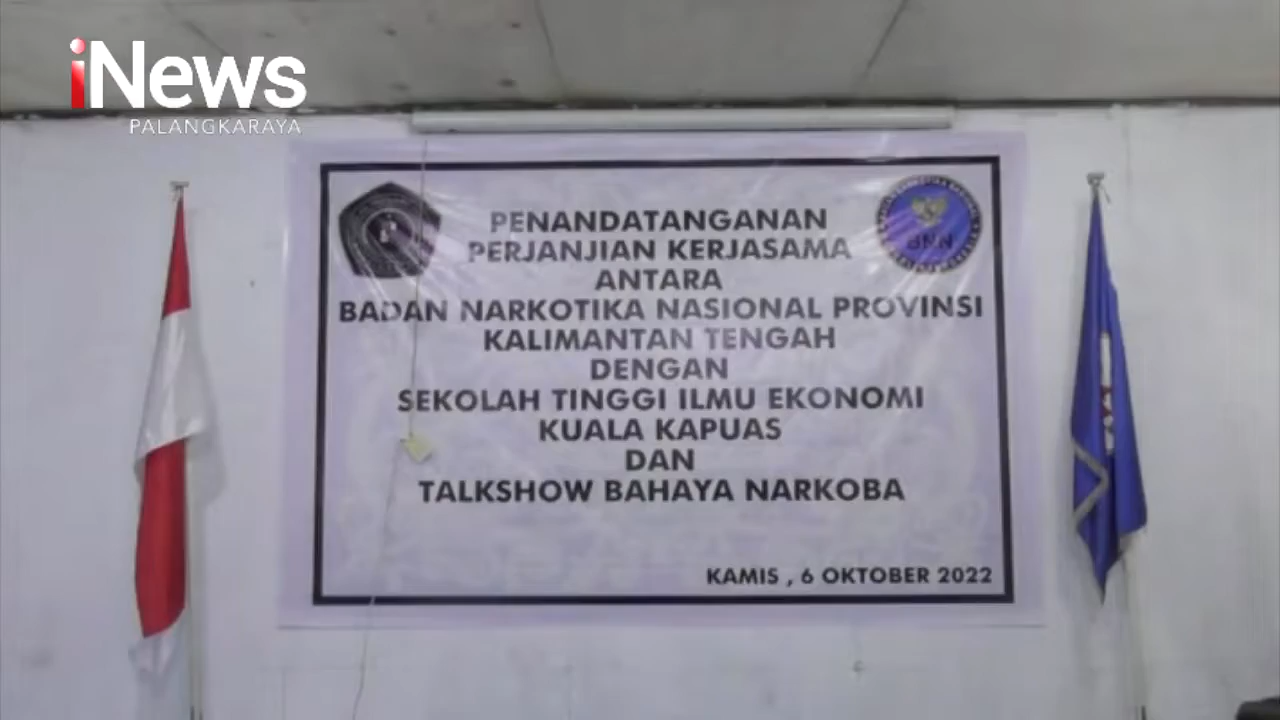 iNews
PALANGKARAYA
PENANDATANGANAN
PERJANJIAN KERJASAMA
ANTARA
BADAN NARKOTIKA NASIONAL PROVINSI
KALIMANTAN TENGAH
DENGAN
SEKOLAH TINGGI ILMU EKONOMI
KUALA KAPUAS
DAN
TALKSHOW BAHAYA NARKOBA
KAMIS , 6 OKTOBER 2022
BNN